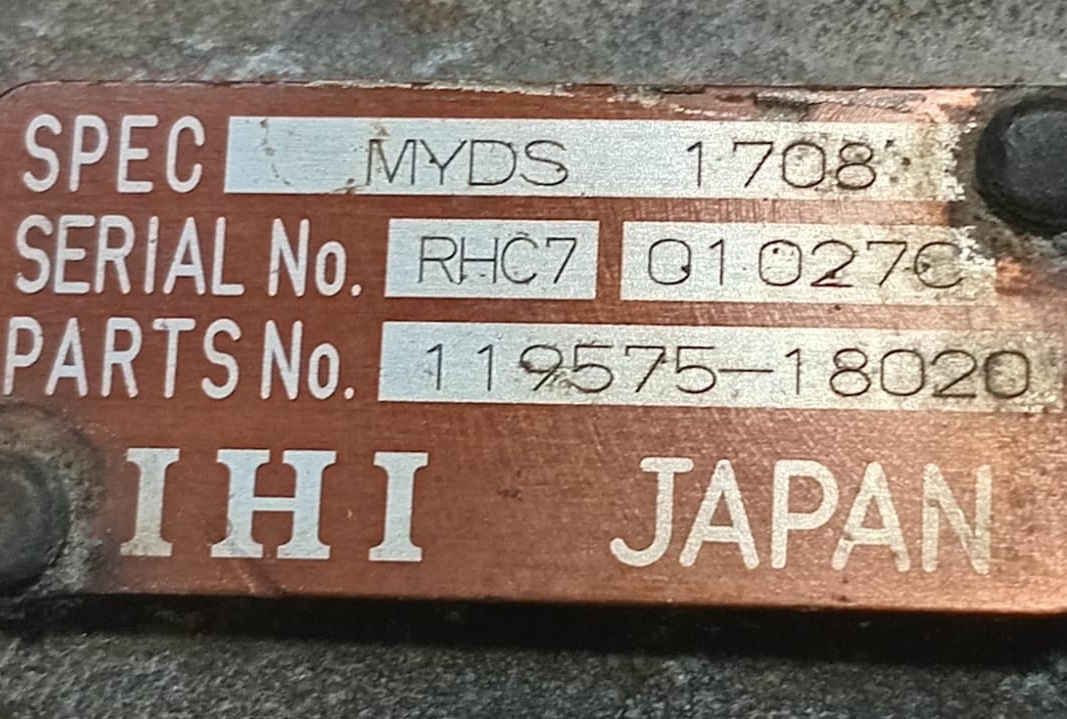 SPEC MYDS 1708
SERIAL No. RHC7 Q1027C
PARTS No. 119575-18020
IHI JAPAN